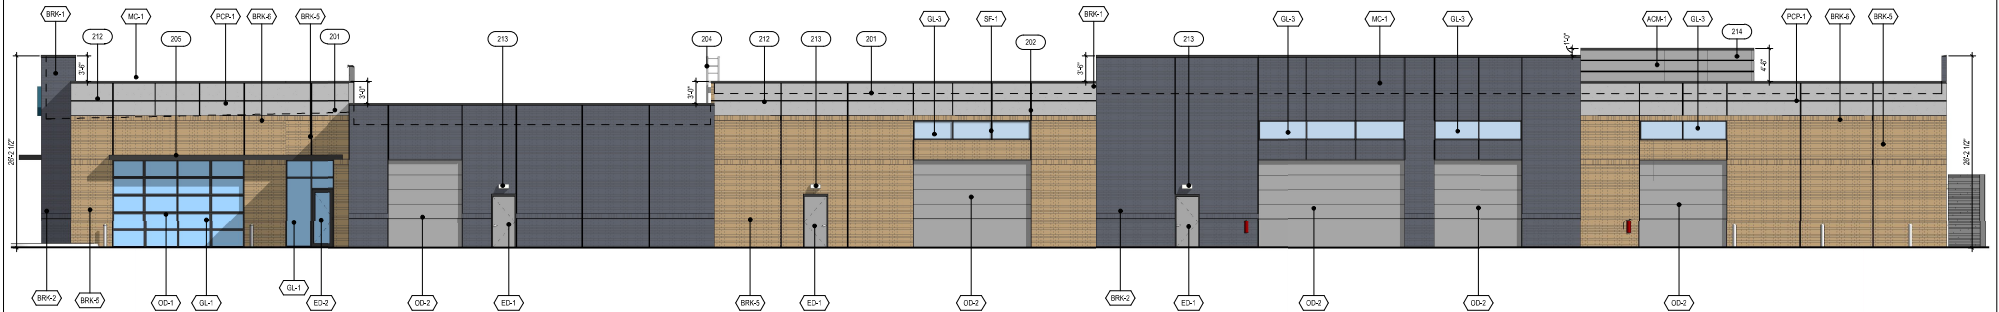 BRK-1
MC-1
PCP-1
BRK-6
BRK-5
BRK-1
GL-3
SF-1
GL-3
MC-1
GL-3
ACM-1
GL-3
PCP-1
BRK-6
BRK-5
212
205
201
213
204
212
213
201
202
213
214
3'-6"
3'-0"
3'-0"
3'-6"
1'-0"
4'-6"
26'-2 1/2"
26'-2 1/2"
BRK-2
BRK-5
OD-1
GL-1
GL-1
ED-2
OD-2
ED-1
BRK-5
ED-1
OD-2
BRK-2
ED-1
OD-2
OD-2
OD-2